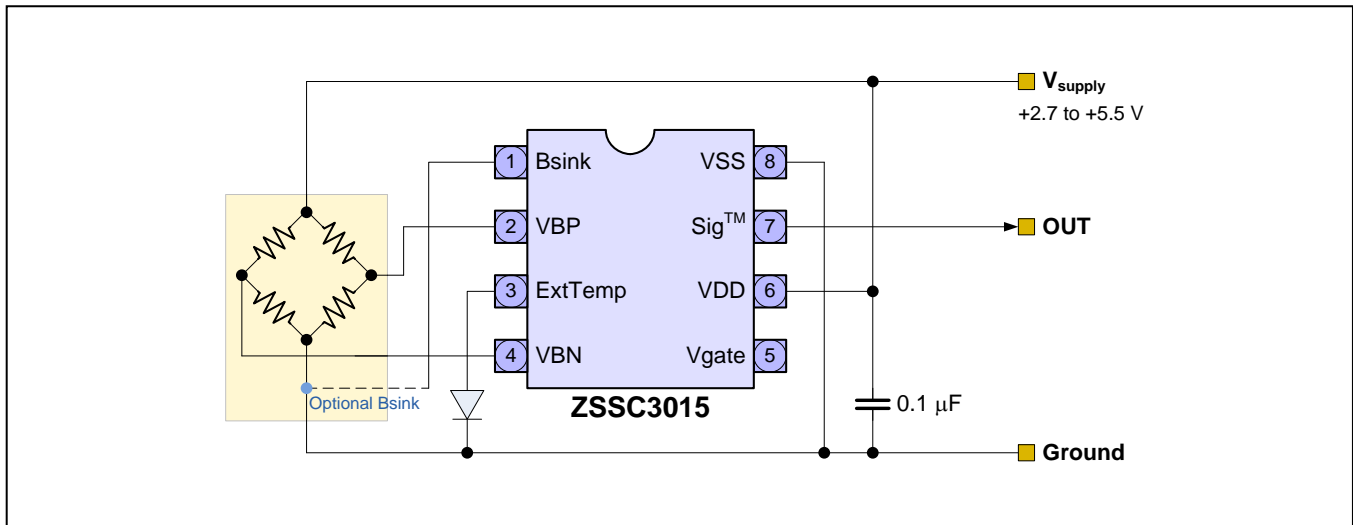 Vsupply
+2.7 to +5.5 V
1 Bsink VSS 8
2 VBP Sig™ 7 OUT
3 ExtTemp VDD 6
4 VBN Vgate 5
Optional Bsink
ZSSC3015
0.1 μF
Ground